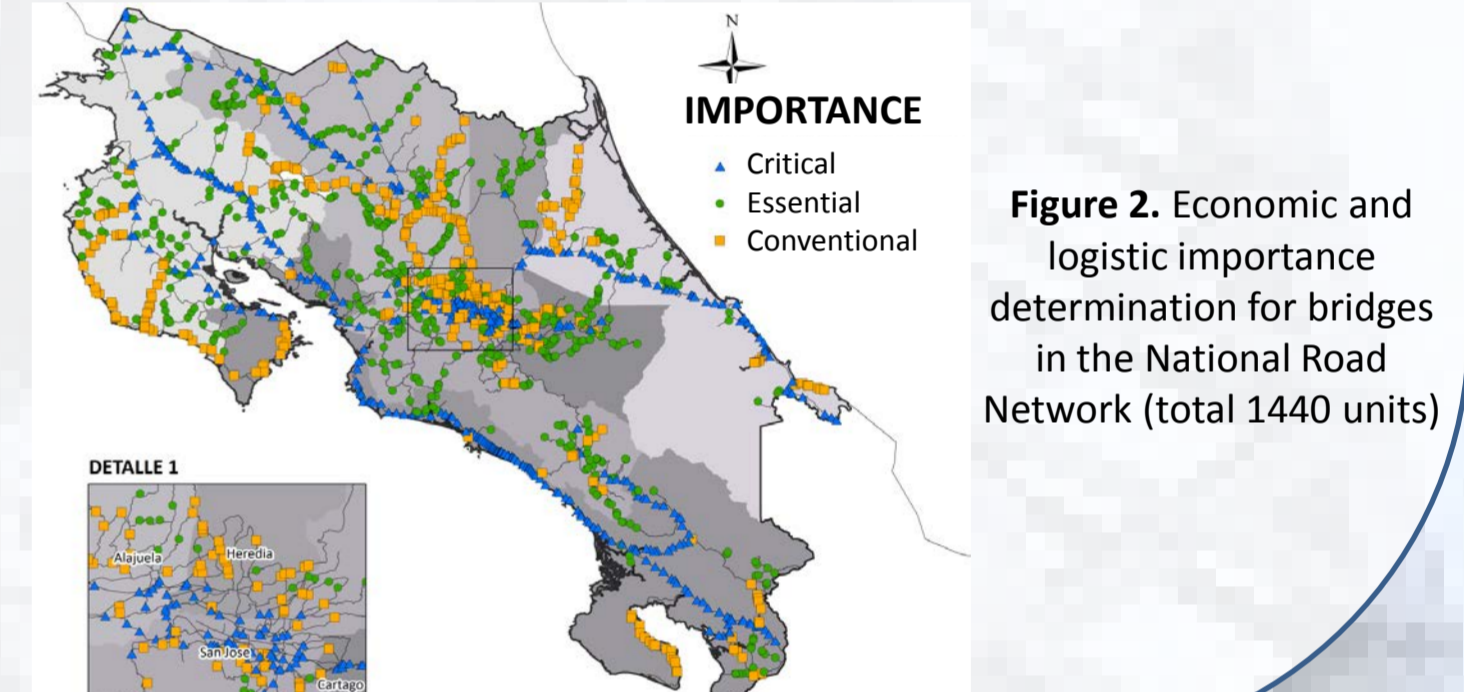 N
IMPORTANCE
Critical
Essential
Conventional
Figure 2. Economic and
logistic importance
determination for bridges
in the National Road
Network (total 1440 units)
DETALLE 1
Alajuela
Heredia
San Jose
Cartago